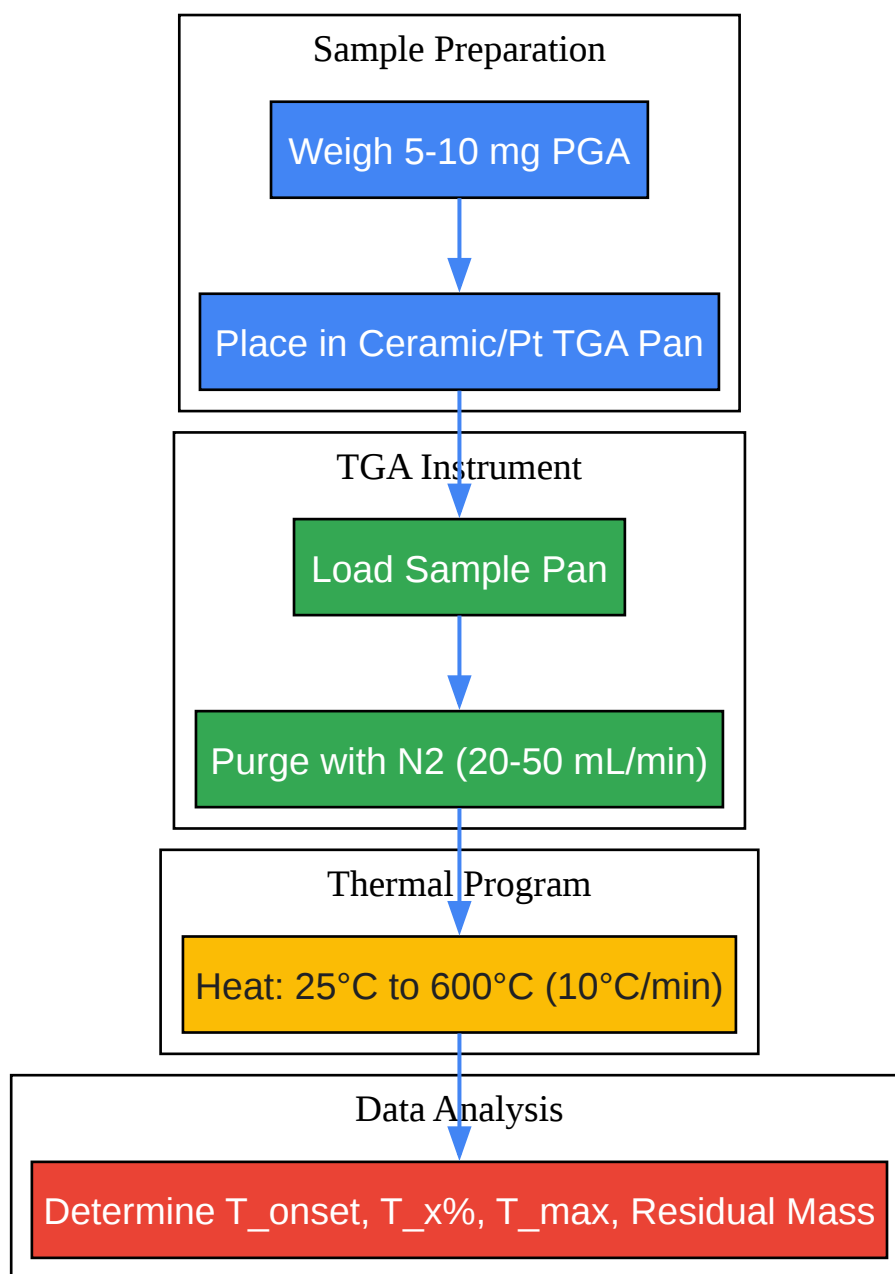 Sample Preparation
Weigh 5-10 mg PGA
Place in Ceramic/Pt TGA Pan
TGA Instrument
Load Sample Pan
Purge with N2 (20-50 mL/min)
Thermal Program
Heat: 25°C to 600°C (10°C/min)
Data Analysis
Determine T_onset, T_x%, T_max, Residual Mass